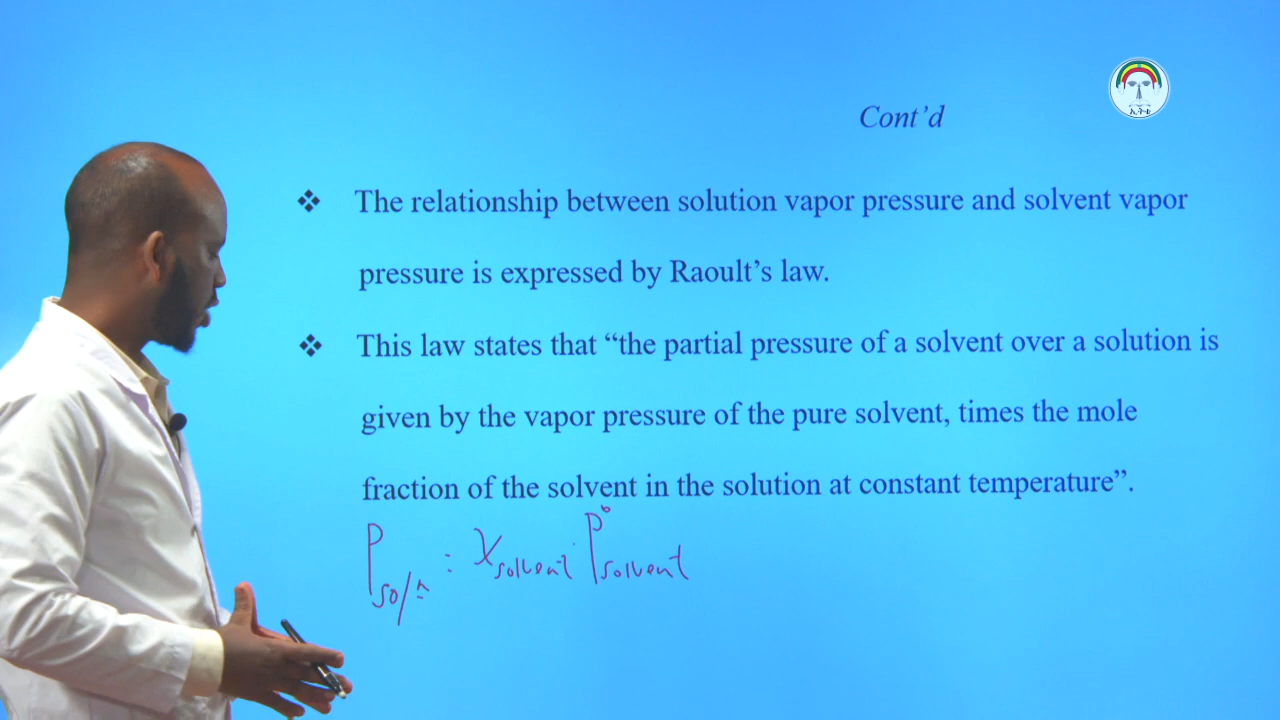 Cont’d
❖ The relationship between solution vapor pressure and solvent vapor
pressure is expressed by Raoult’s law.
❖ This law states that “the partial pressure of a solvent over a solution is
given by the vapor pressure of the pure solvent, times the mole
fraction of the solvent in the solution at constant temperature”.
P sol/n = X solvent · P° solvent